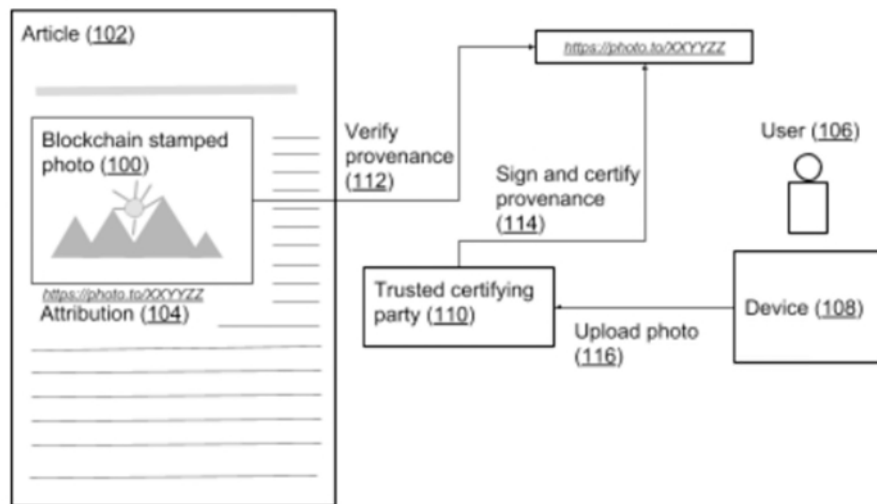 Article (102)
Blockchain stamped
photo (100)
https://photo.to/XXYYZZ
Attribution (104)
Verify
provenance
(112)
https://photo.to/XXYYZZ
Sign and certify
provenance
(114)
Trusted certifying
party (110)
Upload photo
(116)
User (106)
Device (108)